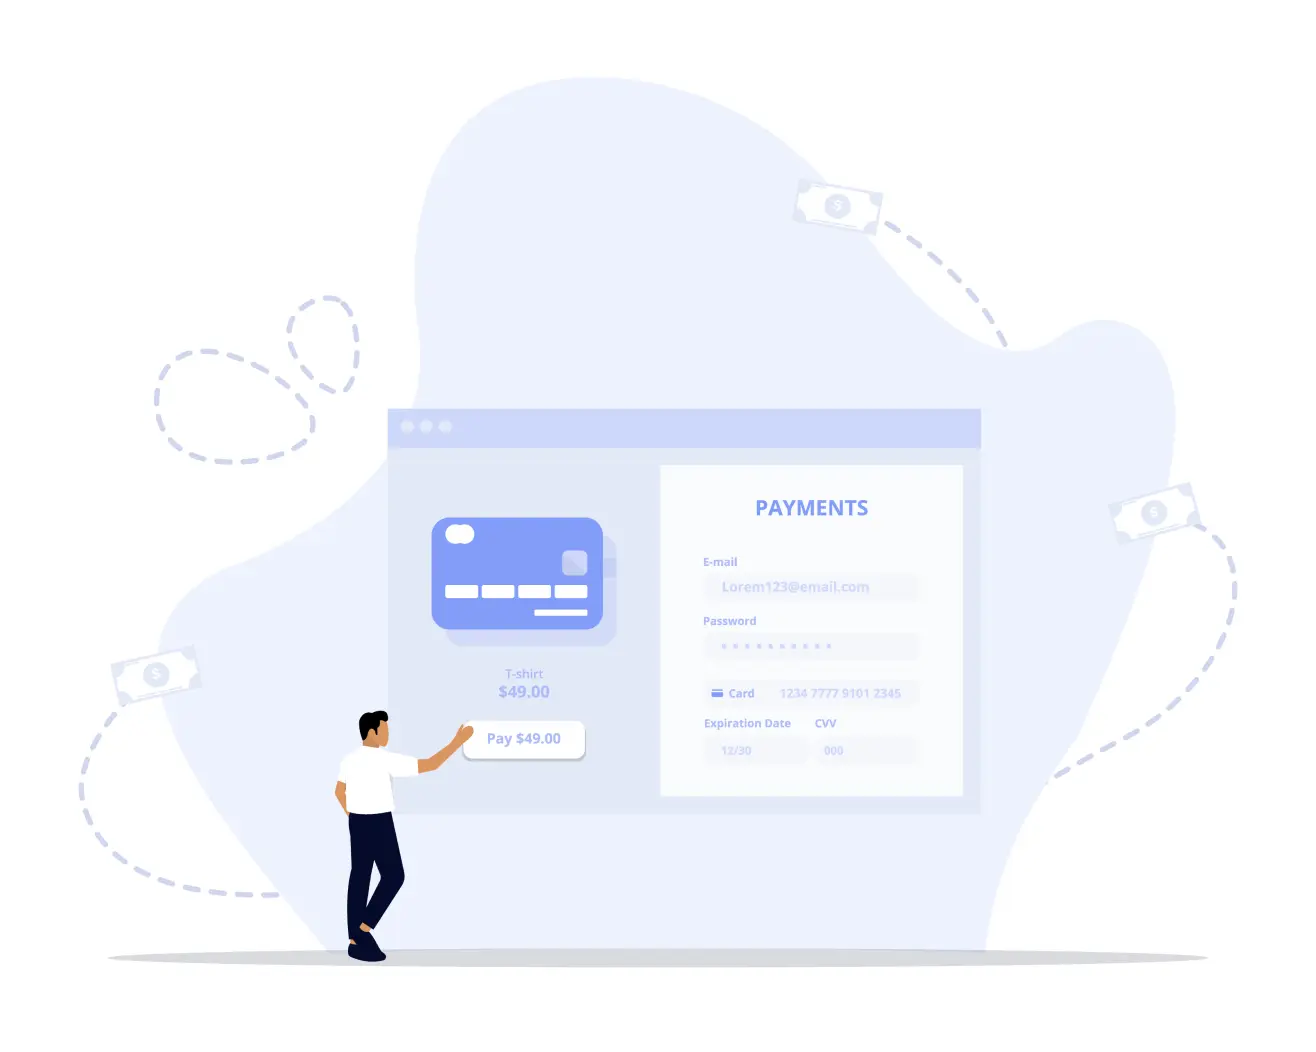 $
$
PAYMENTS
E-mail
Lorem123@email.com
Password
Card 1234 7777 9101 2345
Expiration Date CVV
12/30 000
T-shirt
$49.00
Pay $49.00
$